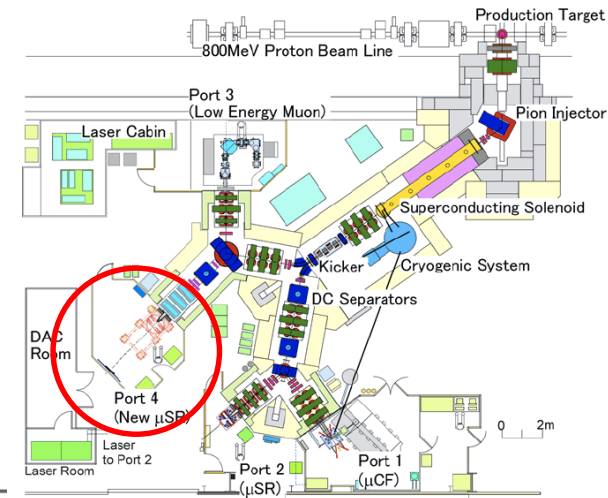 Production Target
800MeV Proton Beam Line
Port 3
(Low Energy Muon)
Pion Injector
Laser Cabin
Superconducting Solenoid
Kicker
Cryogenic System
DC Separators
DAC
Room
Port 4
(New μSR)
0 2m
Laser
to Port 2
Laser Room
Port 2
(μSR)
Port 1
(μCF)